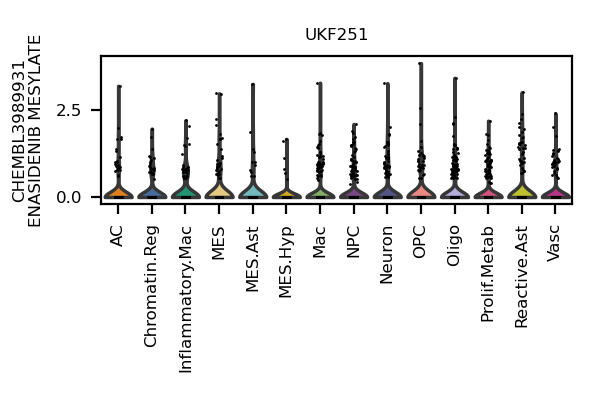 UKF251
CHEMBL3989931
ENASIDENIB MESYLATE
2.5
0.0
AC
Chromatin.Reg
Inflammatory.Mac
MES
MES.Ast
MES.Hyp
Mac
NPC
Neuron
OPC
Oligo
Prolif.Metab
Reactive.Ast
Vasc